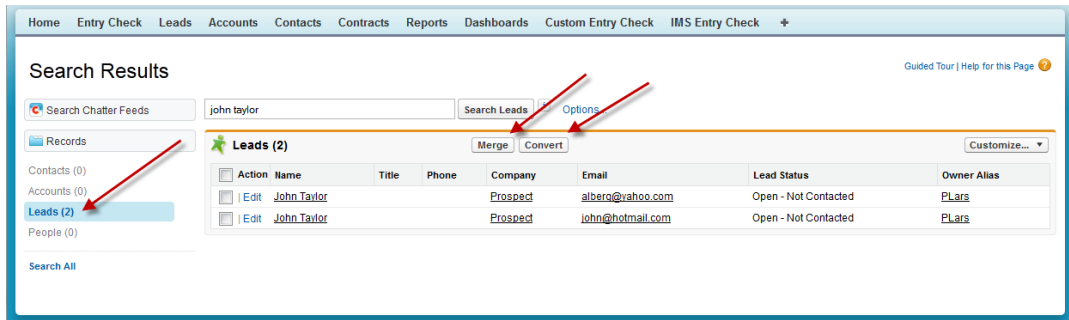 Home Entry Check Leads Accounts Contacts Contracts Reports Dashboards Custom Entry Check IMS Entry Check +
Search Results
Guided Tour | Help for this Page ?
Search Chatter Feeds
john taylor Search Leads Options...
Records
Leads (2) Merge Convert Customize...
Contacts (0)
Accounts (0)
Leads (2)
People (0)
Search All
Action Name Title Phone Company Email Lead Status Owner Alias
| Edit John Taylor Prospect alberg@yahoo.com Open - Not Contacted PLars
| Edit John Taylor Prospect john@hotmail.com Open - Not Contacted PLars